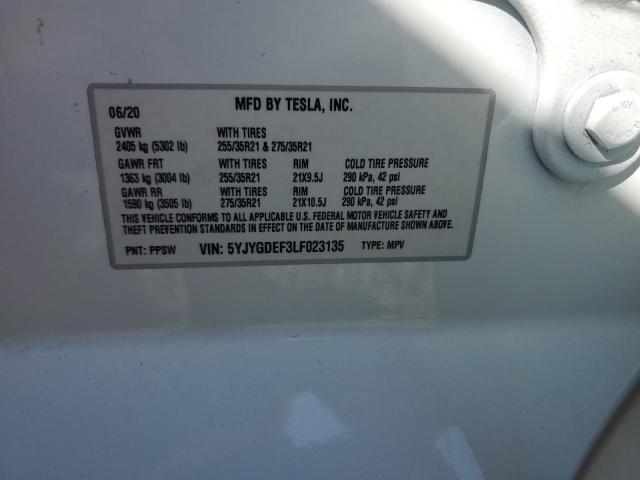 06/20 MFD BY TESLA, INC.
GVWR WITH TIRES
2405 kg (5302 lb) 255/35R21 & 275/35R21
GAWR FRT WITH TIRES RIM COLD TIRE PRESSURE
1363 kg (3004 lb) 255/35R21 21X9.5J 290 kPa, 42 psi
GAWR RR WITH TIRES RIM COLD TIRE PRESSURE
1590 kg (3505 lb) 275/35R21 21X10.5J 290 kPa, 42 psi
THIS VEHICLE CONFORMS TO ALL APPLICABLE U.S. FEDERAL MOTOR VEHICLE SAFETY AND
THEFT PREVENTION STANDARDS IN EFFECT ON THE DATE OF MANUFACTURE SHOWN ABOVE.
PNT: PPSW VIN: 5YJYGDEF3LF023135 TYPE: MPV